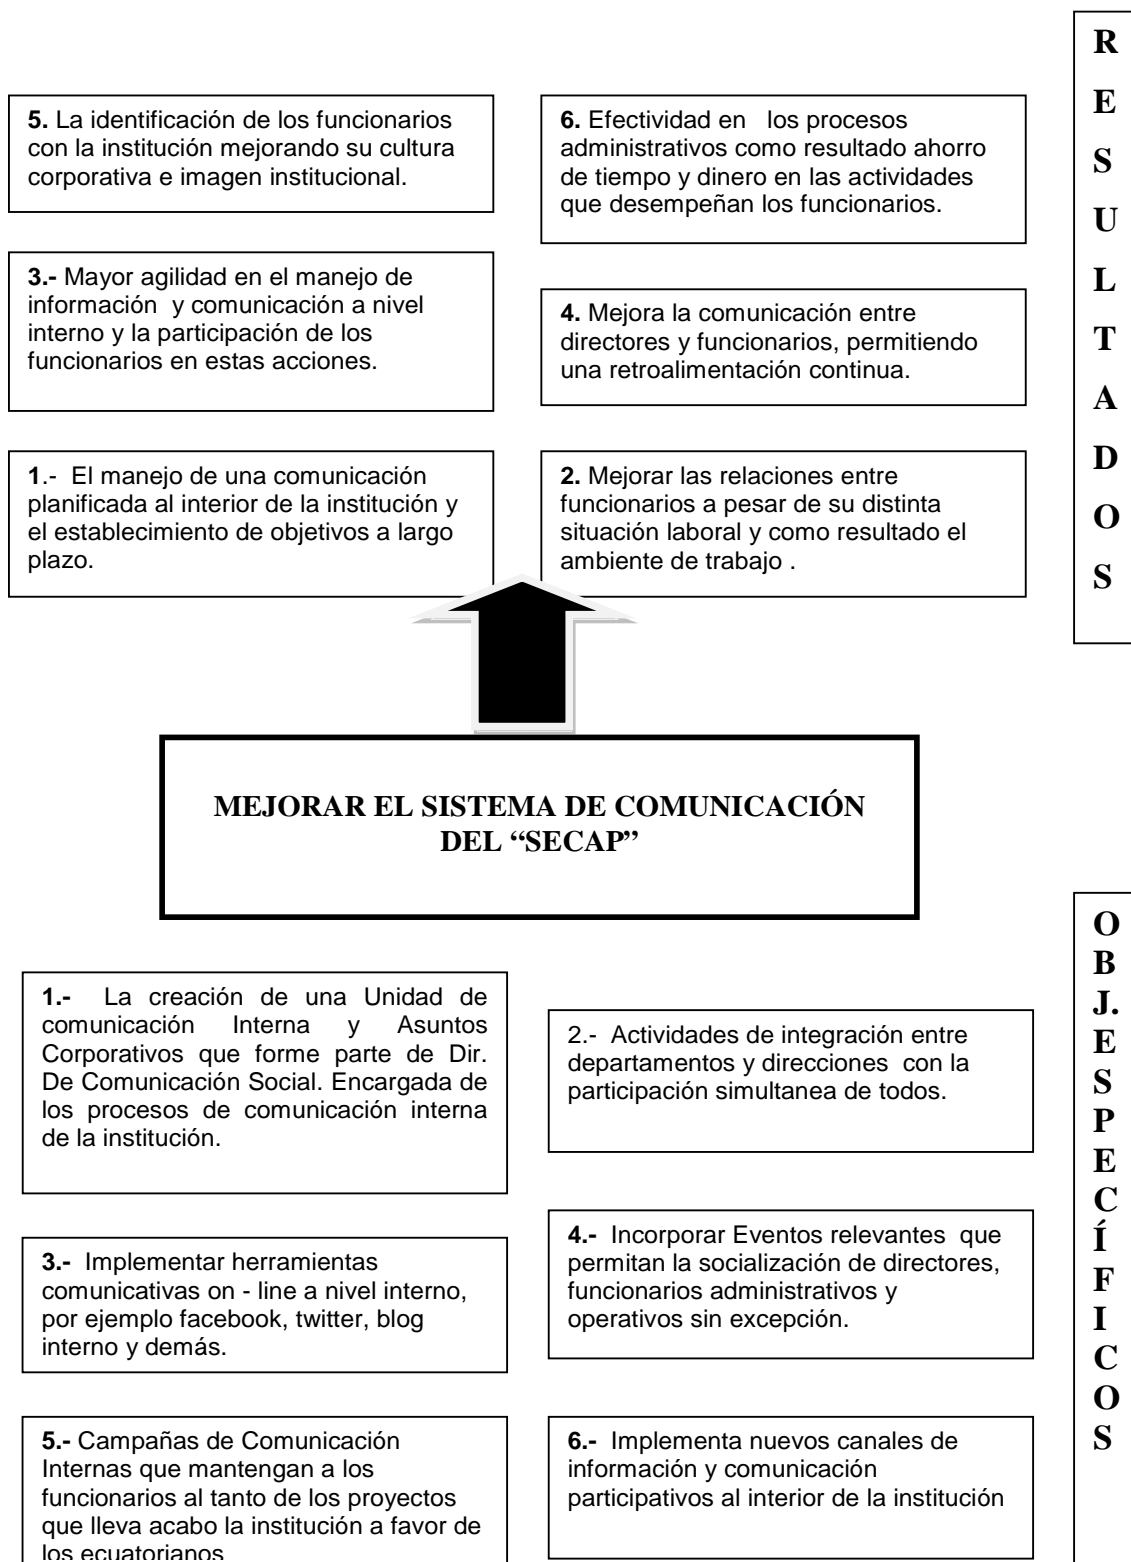 R
E
S
U
L
T
A
D
O
S
5. La identificación de los funcionarios
con la institución mejorando su cultura
corporativa e imagen institucional.
6. Efectividad en los procesos
administrativos como resultado ahorro
de tiempo y dinero en las actividades
que desempeñan los funcionarios.
3.- Mayor agilidad en el manejo de
información y comunicación a nivel
interno y la participación de los
funcionarios en estas acciones.
4. Mejora la comunicación entre
directores y funcionarios, permitiendo
una retroalimentación continua.
1.- El manejo de una comunicación
planificada al interior de la institución y
el establecimiento de objetivos a largo
plazo.
2. Mejorar las relaciones entre
funcionarios a pesar de su distinta
situación laboral y como resultado el
ambiente de trabajo .
MEJORAR EL SISTEMA DE COMUNICACIÓN
DEL “SECAP”
O
B
J.
E
S
P
E
C
Í
F
I
C
O
S
1.- La creación de una Unidad de
comunicación Interna y Asuntos
Corporativos que forme parte de Dir.
De Comunicación Social. Encargada de
los procesos de comunicación interna
de la institución.
2.- Actividades de integración entre
departamentos y direcciones con la
participación simultanea de todos.
3.- Implementar herramientas
comunicativas on - line a nivel interno,
por ejemplo facebook, twitter, blog
interno y demás.
4.- Incorporar Eventos relevantes que
permitan la socialización de directores,
funcionarios administrativos y
operativos sin excepción.
5.- Campañas de Comunicación
Internas que mantengan a los
funcionarios al tanto de los proyectos
que lleva acabo la institución a favor de
los ecuatorianos
6.- Implementa nuevos canales de
información y comunicación
participativos al interior de la institución